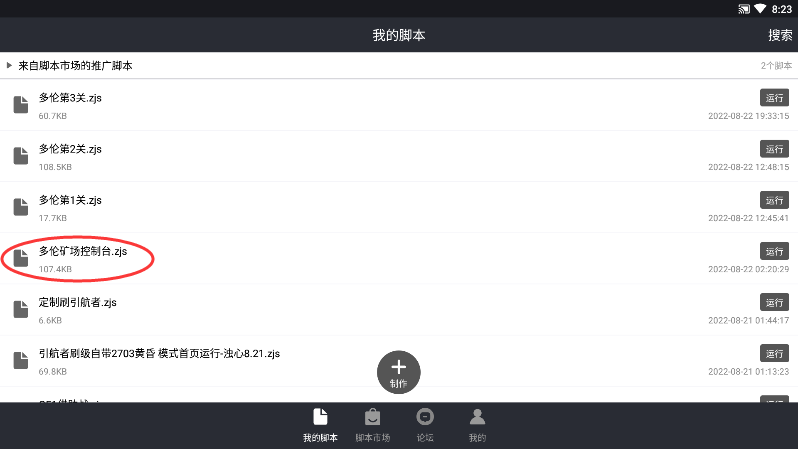 8:23
我的脚本
搜索
来自脚本市场的推广脚本
2个脚本
多伦第3关.zjs
运行
60.7KB
2022-08-22 19:33:15
多伦第2关.zjs
运行
108.5KB
2022-08-22 12:48:15
多伦第1关.zjs
运行
17.7KB
2022-08-22 12:45:41
多伦矿场控制台.zjs
运行
107.4KB
2022-08-22 02:20:29
定制刷引航者.zjs
运行
6.6KB
2022-08-21 01:44:17
引航者刷级自带2703黄昏 模式首页运行-浊心8.21.zjs
运行
69.8KB
2022-08-21 01:13:23
制作
我的脚本
脚本市场
论坛
我的